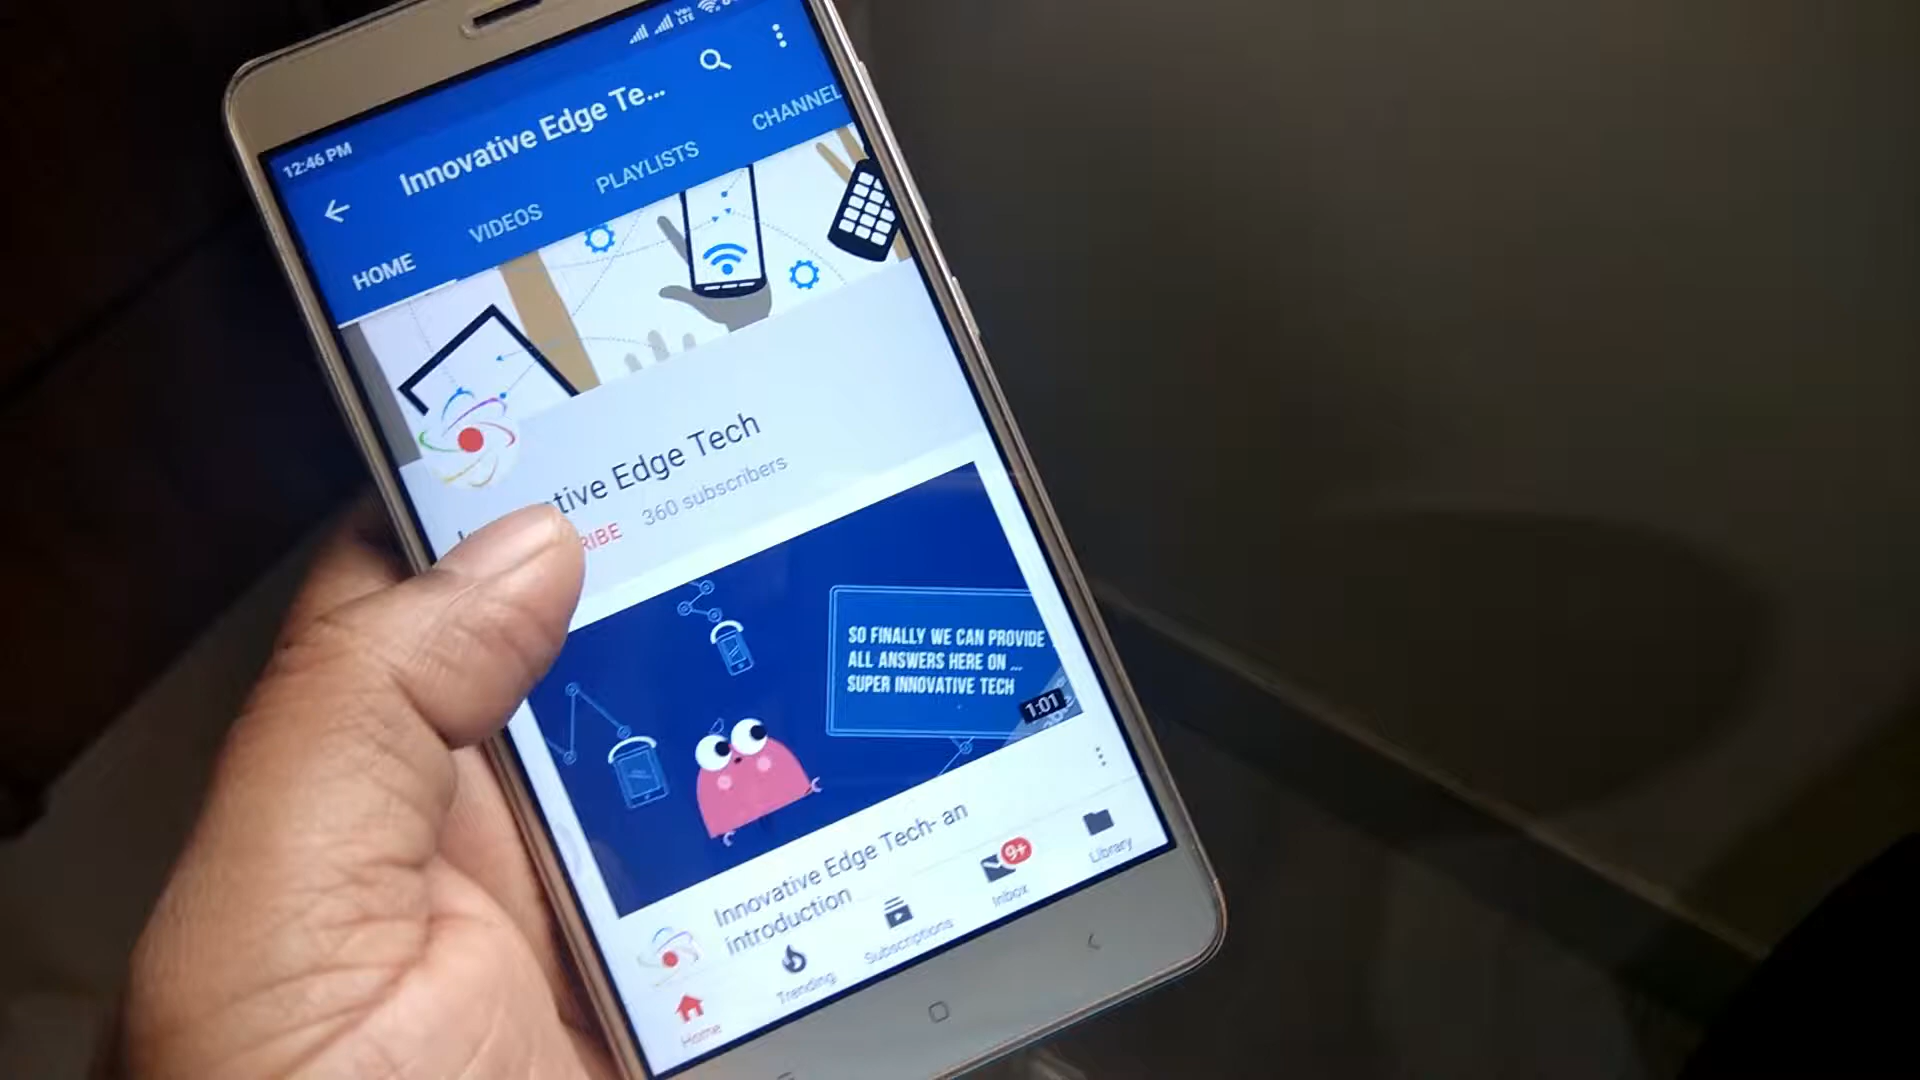 12:46 PM
VoI LTE
Innovative Edge Te...
HOME VIDEOS PLAYLISTS CHANNEL
tive Edge Tech
RIBE 360 subscribers
SO FINALLY WE CAN PROVIDE
ALL ANSWERS HERE ON ...
SUPER INNOVATIVE TECH
1:01
Innovative Edge Tech- an
introduction
9+
Home Trending Subscriptions Inbox Library